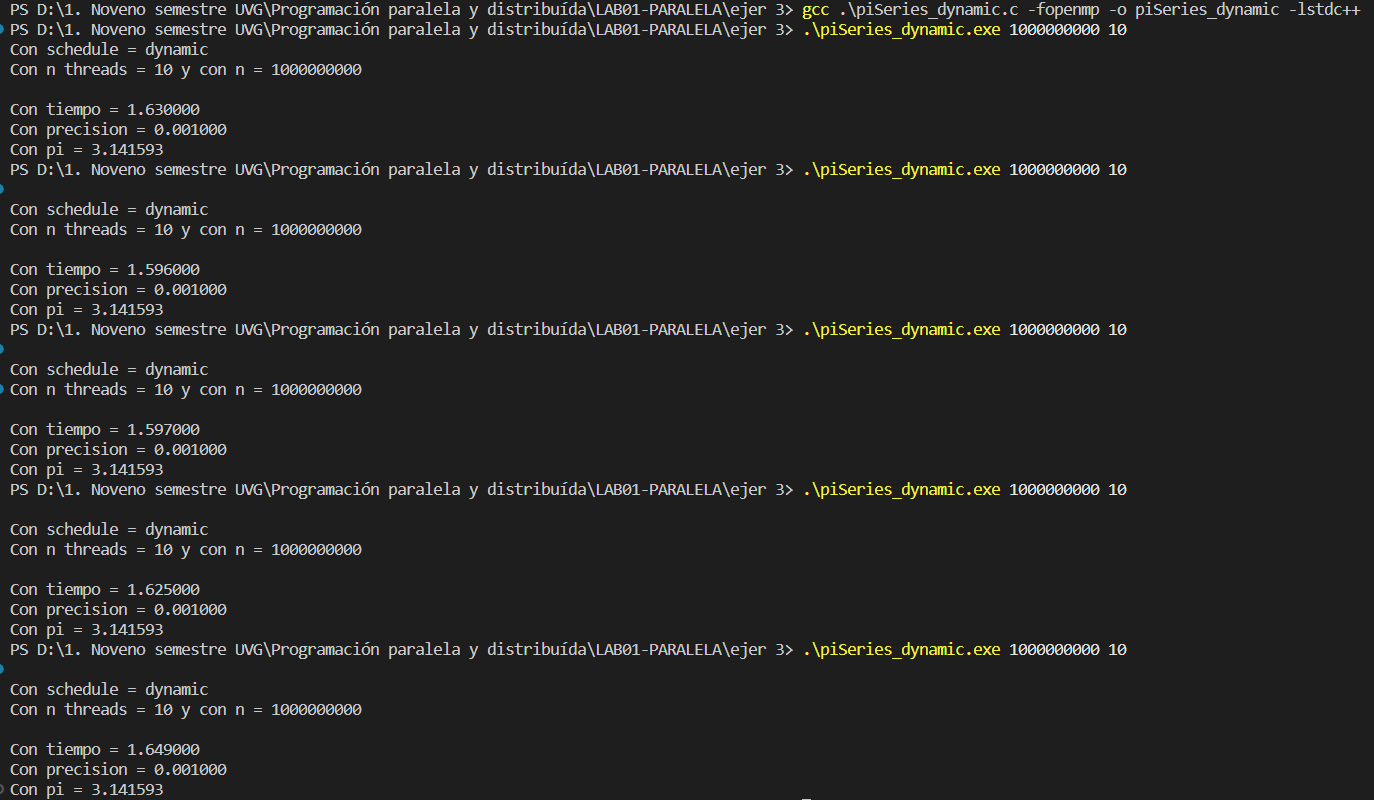 PS D:\1. Noveno semestre UVG\Programación paralela y distribuída\LAB01-PARALELA\ejer 3> gcc .\piSeries_dynamic.c -fopenmp -o piSeries_dynamic -lstdc++
PS D:\1. Noveno semestre UVG\Programación paralela y distribuída\LAB01-PARALELA\ejer 3> .\piSeries_dynamic.exe 1000000000 10
Con schedule = dynamic
Con n threads = 10 y con n = 1000000000
Con tiempo = 1.630000
Con precision = 0.001000
Con pi = 3.141593
PS D:\1. Noveno semestre UVG\Programación paralela y distribuída\LAB01-PARALELA\ejer 3> .\piSeries_dynamic.exe 1000000000 10
Con schedule = dynamic
Con n threads = 10 y con n = 1000000000
Con tiempo = 1.596000
Con precision = 0.001000
Con pi = 3.141593
PS D:\1. Noveno semestre UVG\Programación paralela y distribuída\LAB01-PARALELA\ejer 3> .\piSeries_dynamic.exe 1000000000 10
Con schedule = dynamic
Con n threads = 10 y con n = 1000000000
Con tiempo = 1.597000
Con precision = 0.001000
Con pi = 3.141593
PS D:\1. Noveno semestre UVG\Programación paralela y distribuída\LAB01-PARALELA\ejer 3> .\piSeries_dynamic.exe 1000000000 10
Con schedule = dynamic
Con n threads = 10 y con n = 1000000000
Con tiempo = 1.625000
Con precision = 0.001000
Con pi = 3.141593
PS D:\1. Noveno semestre UVG\Programación paralela y distribuída\LAB01-PARALELA\ejer 3> .\piSeries_dynamic.exe 1000000000 10
Con schedule = dynamic
Con n threads = 10 y con n = 1000000000
Con tiempo = 1.649000
Con precision = 0.001000
Con pi = 3.141593